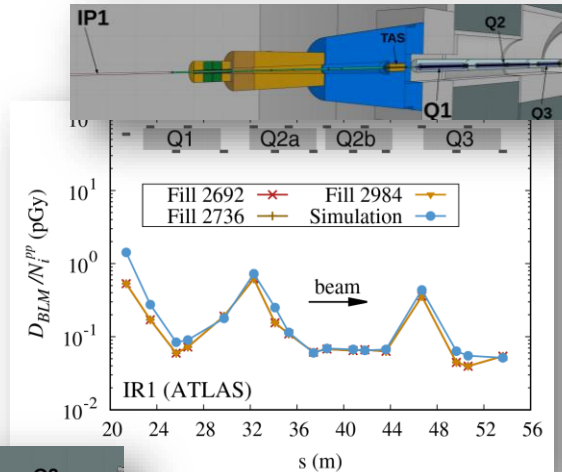 IP1
TAS
Q2
Q1
Q3
Q1 Q2a Q2b Q3
10¹
10⁰
10⁻¹
10⁻²
D_BLM/N_i^pp (pGy)
Fill 2692 Fill 2984
Fill 2736 Simulation
beam
IR1 (ATLAS)
20 24 28 32 36 40 44 48 52 56
s (m)